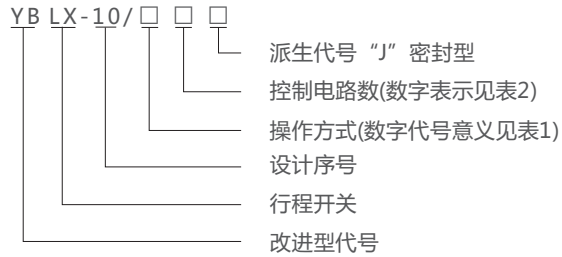 YBLX-10/□ □ □
派生代号“J”密封型
控制电路数(数字表示见表2)
操作方式(数字代号意义见表1)
设计序号
行程开关
改进型代号